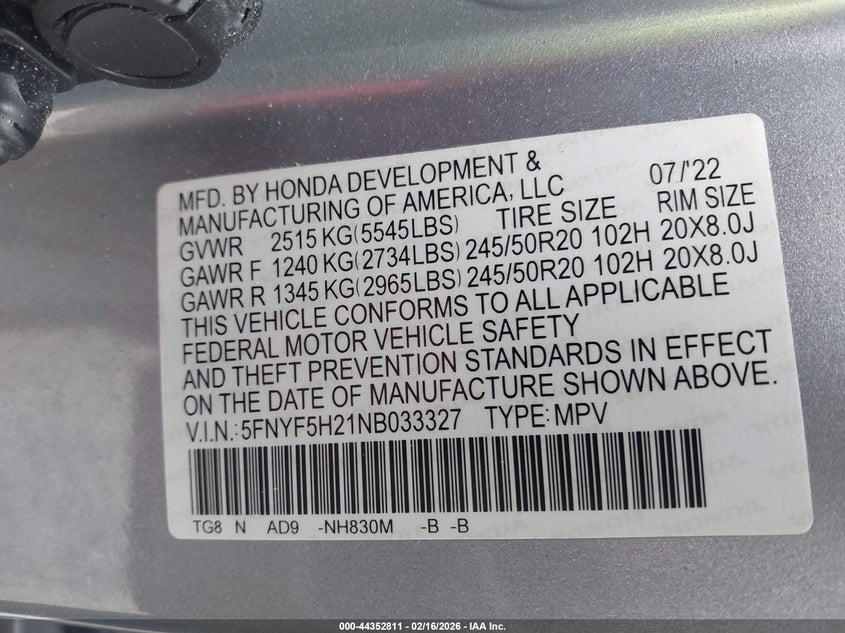 MFD. BY HONDA DEVELOPMENT & 07/'22
MANUFACTURING OF AMERICA, LLC
GVWR 2515 KG(5545LBS) TIRE SIZE RIM SIZE
GAWR F 1240 KG(2734LBS) 245/50R20 102H 20X8.0J
GAWR R 1345 KG(2965LBS) 245/50R20 102H 20X8.0J
THIS VEHICLE CONFORMS TO ALL APPLICABLE
FEDERAL MOTOR VEHICLE SAFETY
AND THEFT PREVENTION STANDARDS IN EFFECT
ON THE DATE OF MANUFACTURE SHOWN ABOVE.
V.I.N.: 5FNYF5H21NB033327 TYPE: MPV
TG8 N AD9 -NH830M -B -B
000-44352811 - 02/16/2026 - IAA Inc.